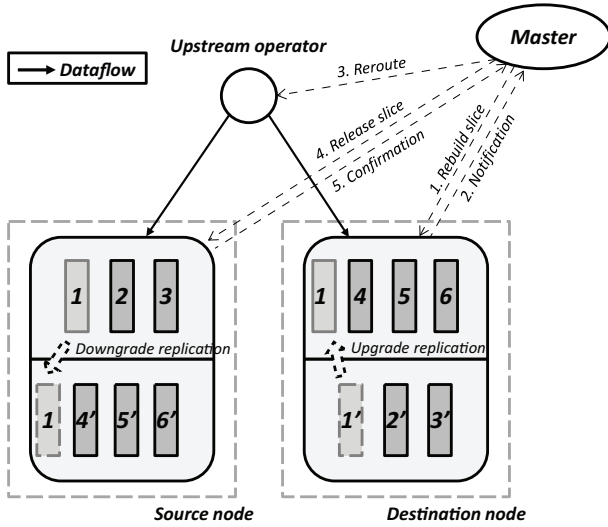 Master
Upstream operator
Dataflow
3. Reroute
4. Release slice
5. Confirmation
1. Rebuild slice
2. Notification
1 2 3
1 4 5 6
Downgrade replication
Upgrade replication
1 4’ 5’ 6’
1’ 2’ 3’
Source node
Destination node